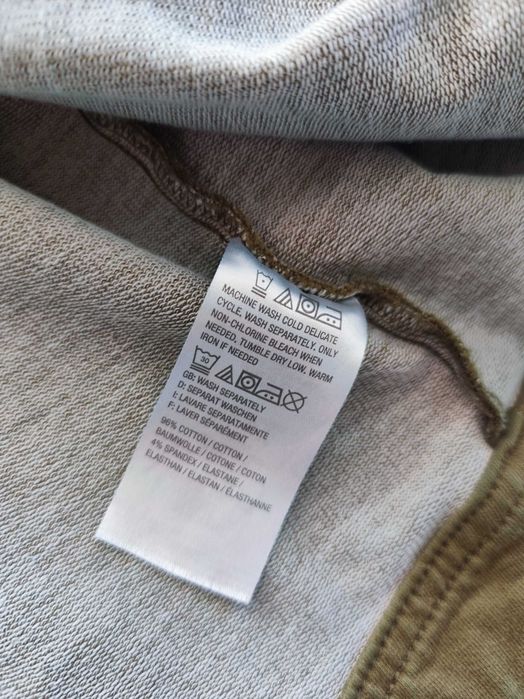 MACHINE WASH COLD DELICATE
CYCLE. WASH SEPARATELY. ONLY
NON-CHLORINE BLEACH WHEN
NEEDED, TUMBLE DRY LOW. WARM
IRON IF NEEDED
30
GB: WASH SEPARATELY
D: SEPARAT WASCHEN
I: LAVARE SEPARATAMENTE
F: LAVER SÉPARÉMENT
96% COTTON / COTTON /
BAUMWOLLE / COTONE / COTON
4% SPANDEX / ELASTANE /
ELASTHAN / ELASTAN / ÉLASTHANNE